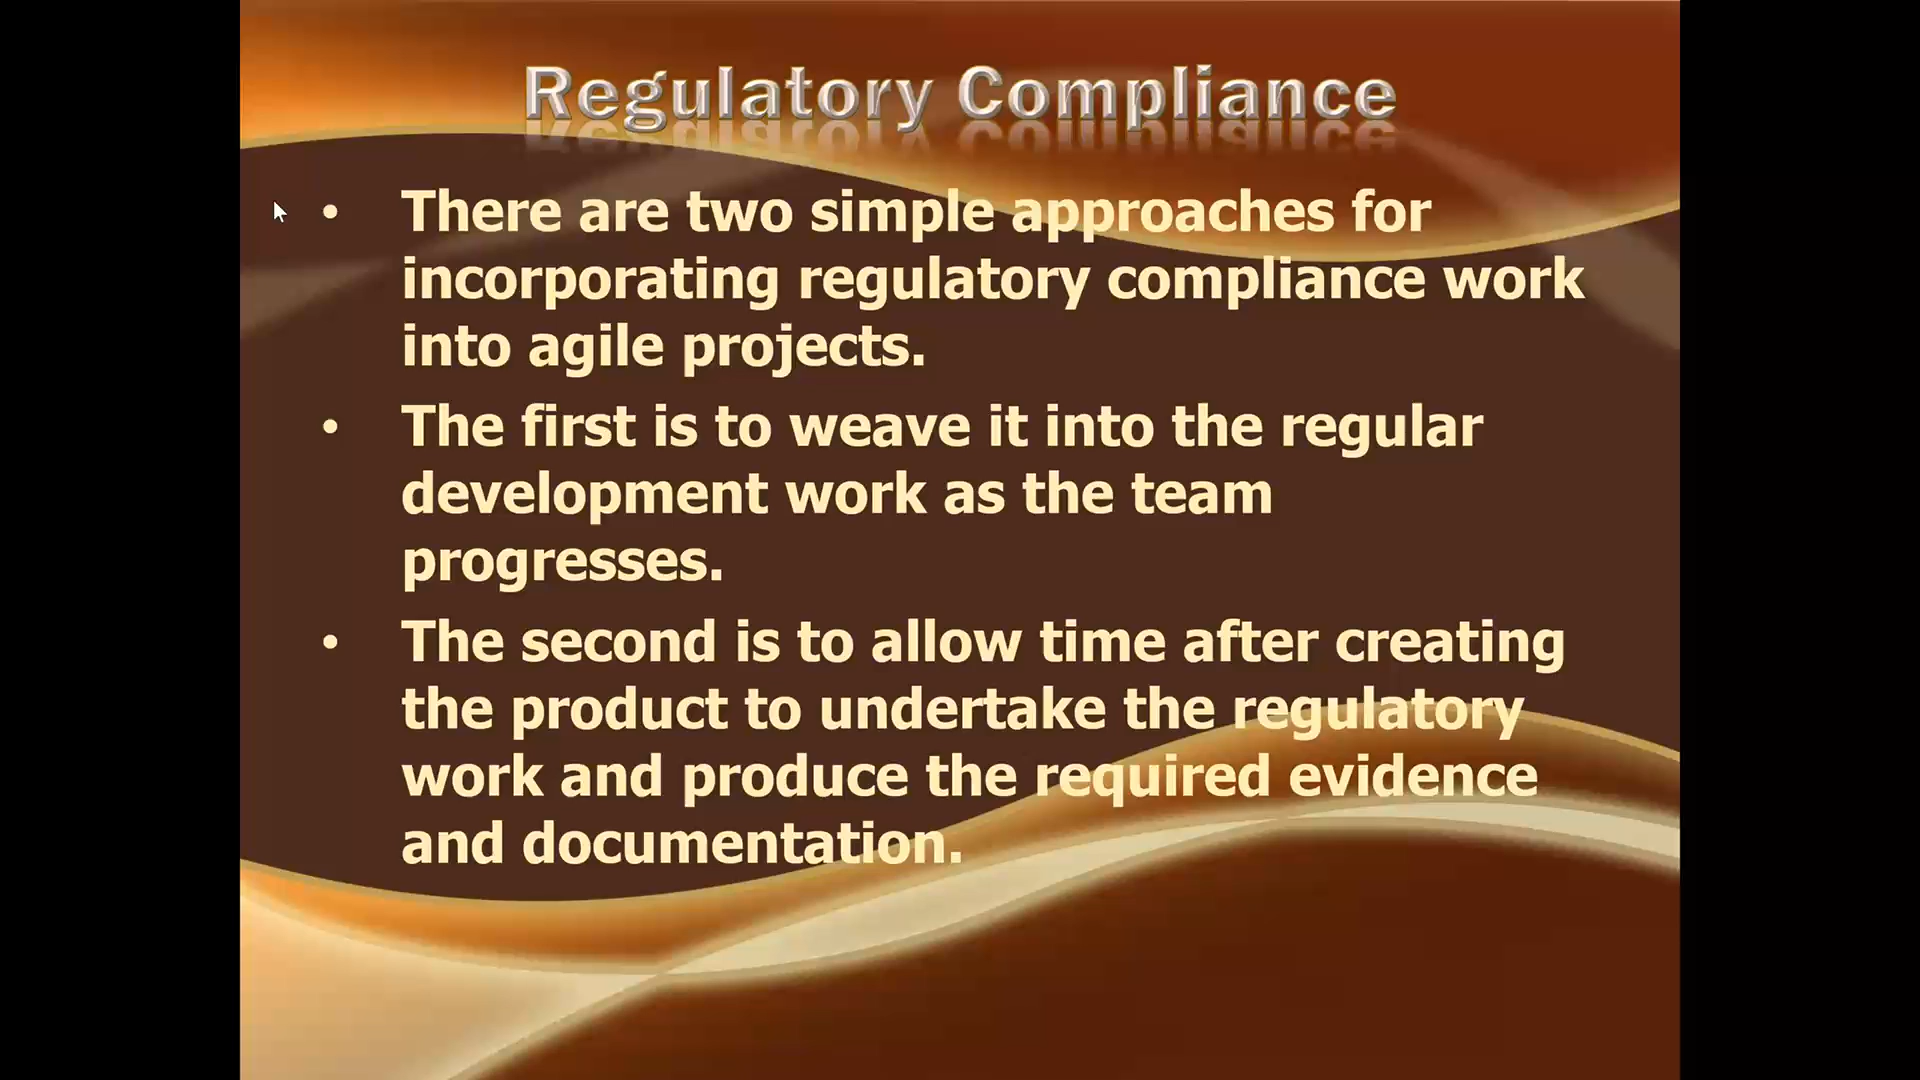 Regulatory Compliance
• There are two simple approaches for
incorporating regulatory compliance work
into agile projects.
• The first is to weave it into the regular
development work as the team
progresses.
• The second is to allow time after creating
the product to undertake the regulatory
work and produce the required evidence
and documentation.